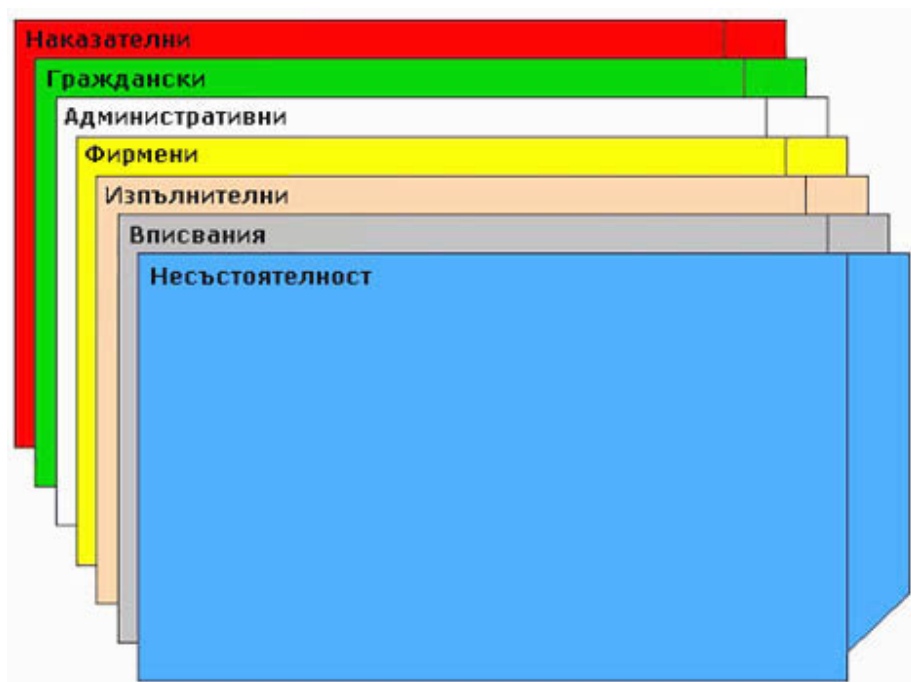 Наказателни
Граждански
Административни
Фирмени
Изпълнителни
Вписвания
Несъстоятелност